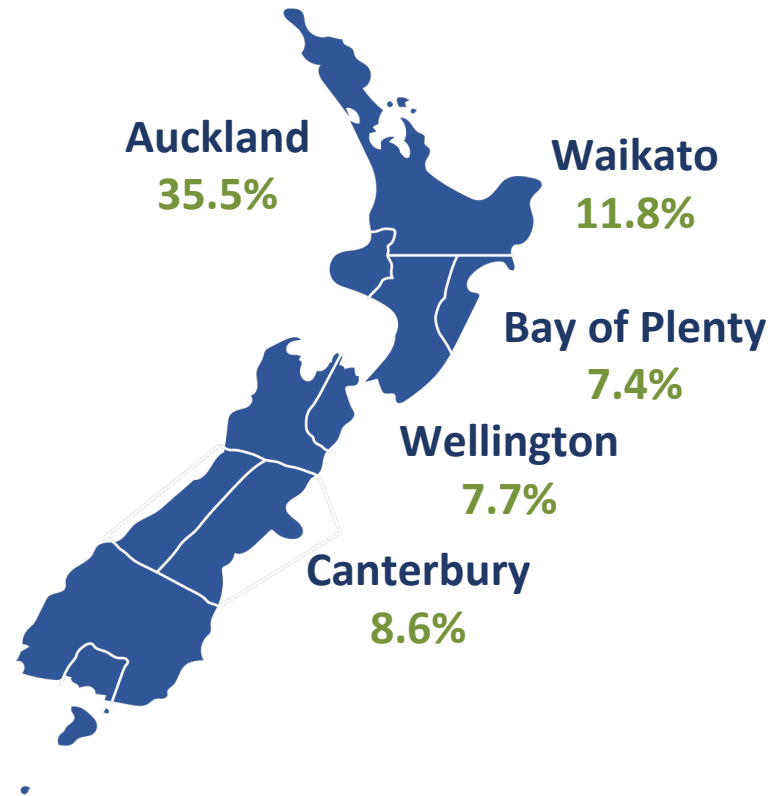 Auckland
35.5%
Waikato
11.8%
Bay of Plenty
7.4%
Wellington
7.7%
Canterbury
8.6%